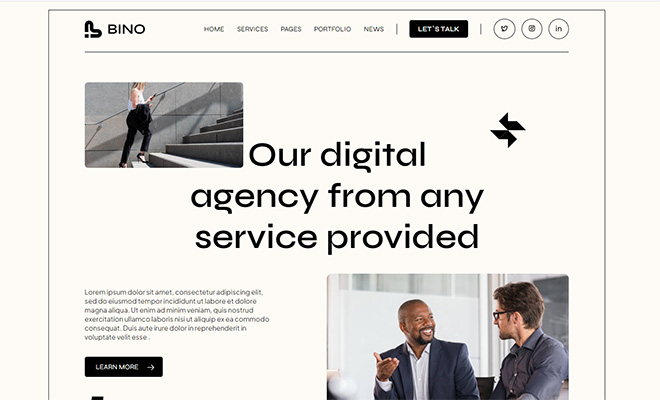 BINO
HOME SERVICES PAGES PORTFOLIO NEWS LET`S TALK in
Our digital
agency from any
service provided
Lorem ipsum dolor sit amet, consectetur adipiscing elit,
sed do eiusmod tempor incididunt ut labore et dolore
magna aliqua. Ut enim ad minim veniam, quis nostrud
exercitation ullamco laboris nisi ut aliquip ex ea commodo
consequat. Duis aute irure dolor in reprehenderit in
voluptate velit esse .
LEARN MORE